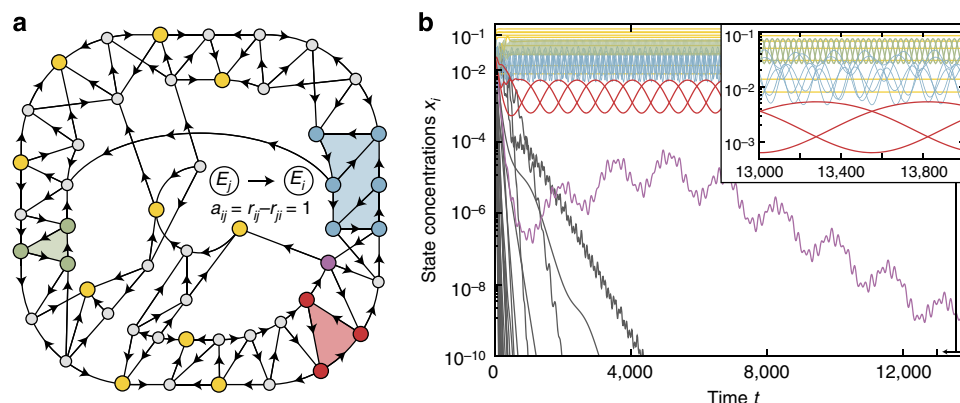 a
E_j → E_i
a_ij = r_ij – r_ji = 1
b
State concentrations x_i
10^–1
10^–2
10^–4
10^–6
10^–8
10^–10
0
4,000
8,000
12,000
Time t
10^–1
10^–2
10^–3
13,000
13,400
13,800